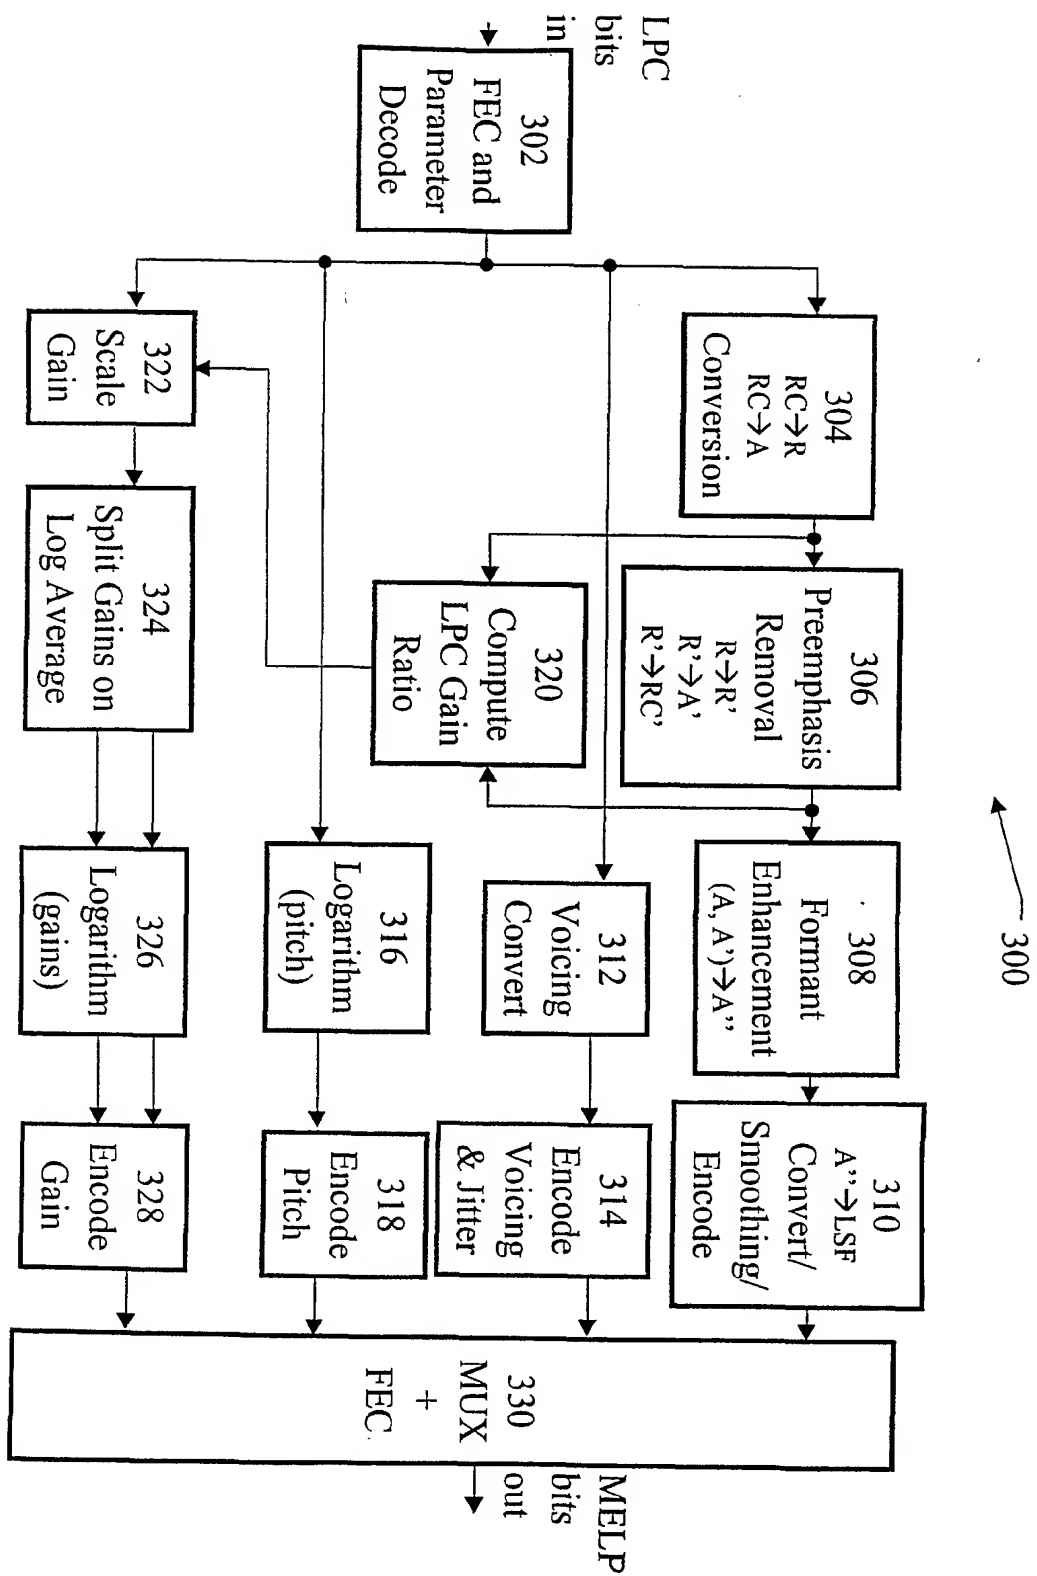 300
LPC
bits
in
302
FEC and
Parameter
Decode
304
RC→R
RC→A
Conversion
306
Preemphasis
Removal
R→R'
R'→A'
R'→RC'
308
Formant
Enhancement
(A, A')→A''
310
A''→LSF
Convert/
Smoothing/
Encode
320
Compute
LPC Gain
Ratio
312
Voicing
Convert
314
Encode
Voicing
& Jitter
316
Logarithm
(pitch)
318
Encode
Pitch
322
Scale
Gain
324
Split Gains on
Log Average
326
Logarithm
(gains)
328
Encode
Gain
330
MUX
+
FEC
MELP
bits
out